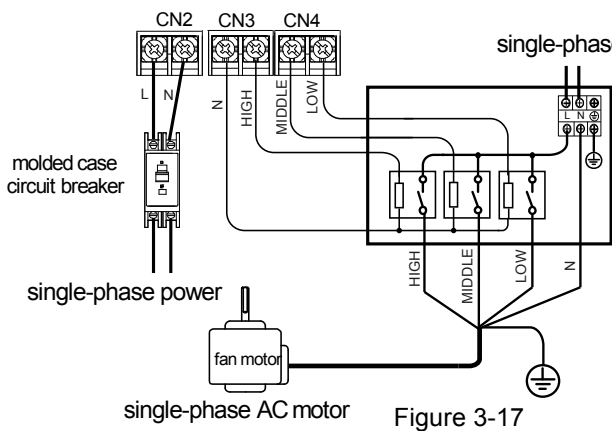 CN2 CN3 CN4
single-phase
L N N HIGH MIDDLE LOW
L N
molded case
circuit breaker
HIGH MIDDLE LOW N
single-phase power
fan motor
single-phase AC motor
Figure 3-17